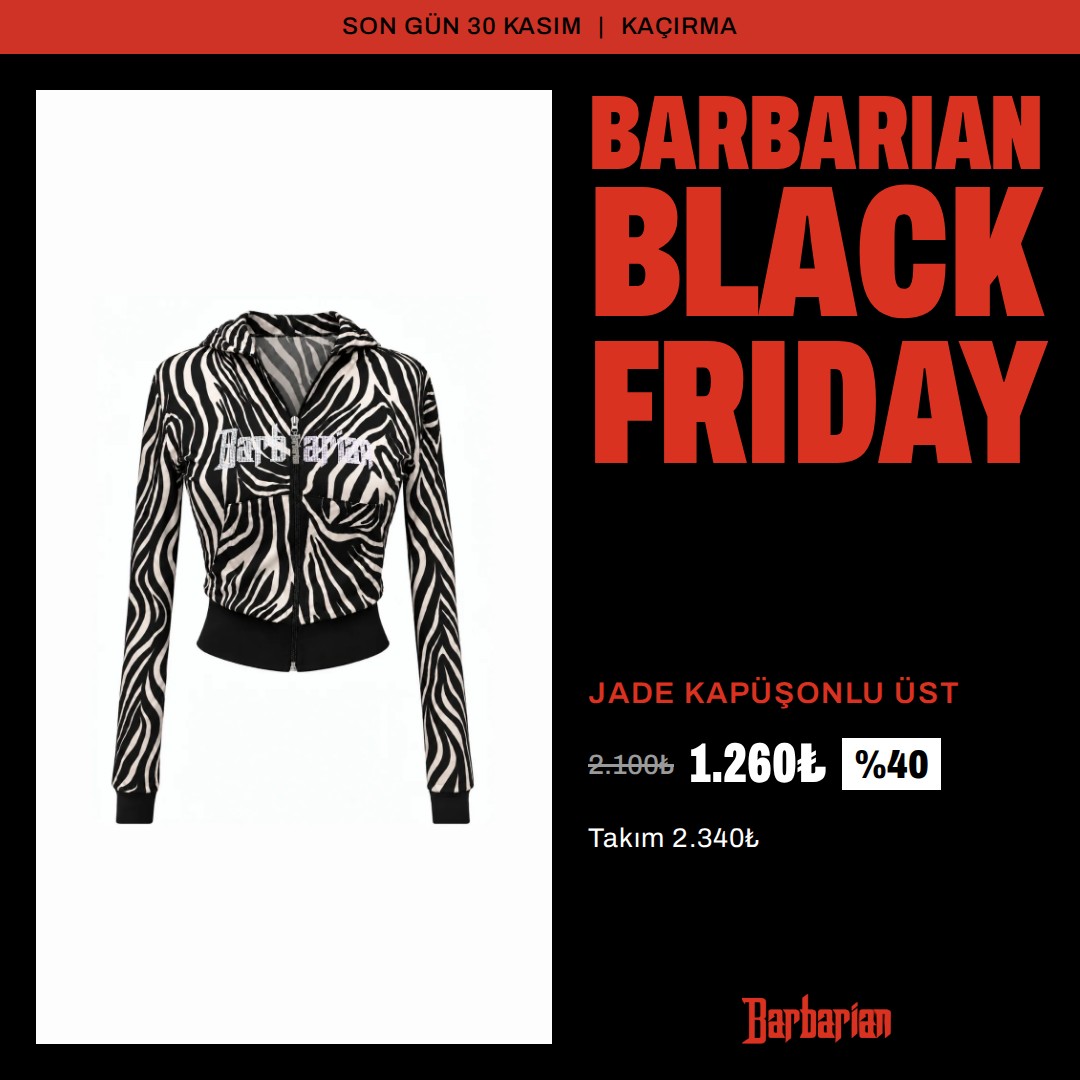 SON GÜN 30 KASIM | KAÇIRMA
BARBARIAN
BLACK
FRIDAY
Barbarian
JADE KAPÜŞONLU ÜST
2.100₺ 1.260₺ %40
Takım 2.340₺
Barbarian